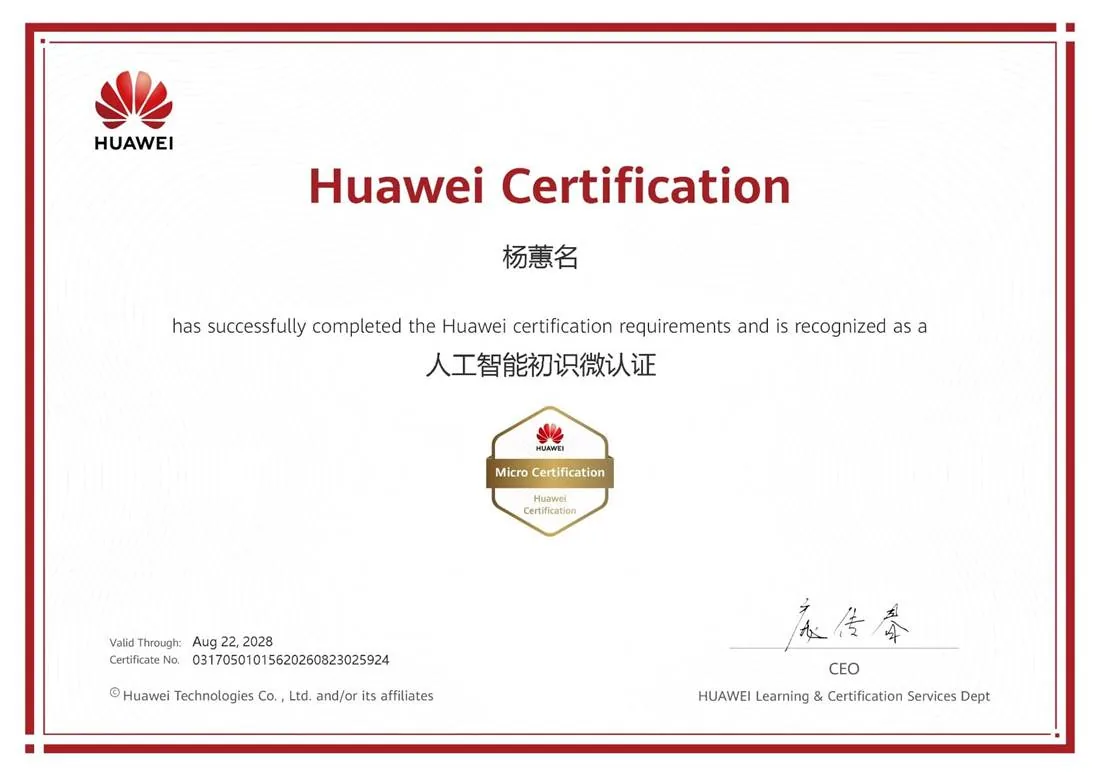 HUAWEI
Huawei Certification
杨蕙名
has successfully completed the Huawei certification requirements and is recognized as a
人工智能初识微认证
HUAWEI
Micro Certification
Huawei
Certification
Valid Through: Aug 22, 2028
Certificate No. 03170501015620260823025924
CEO
© Huawei Technologies Co. , Ltd. and/or its affiliates
HUAWEI Learning & Certification Services Dept